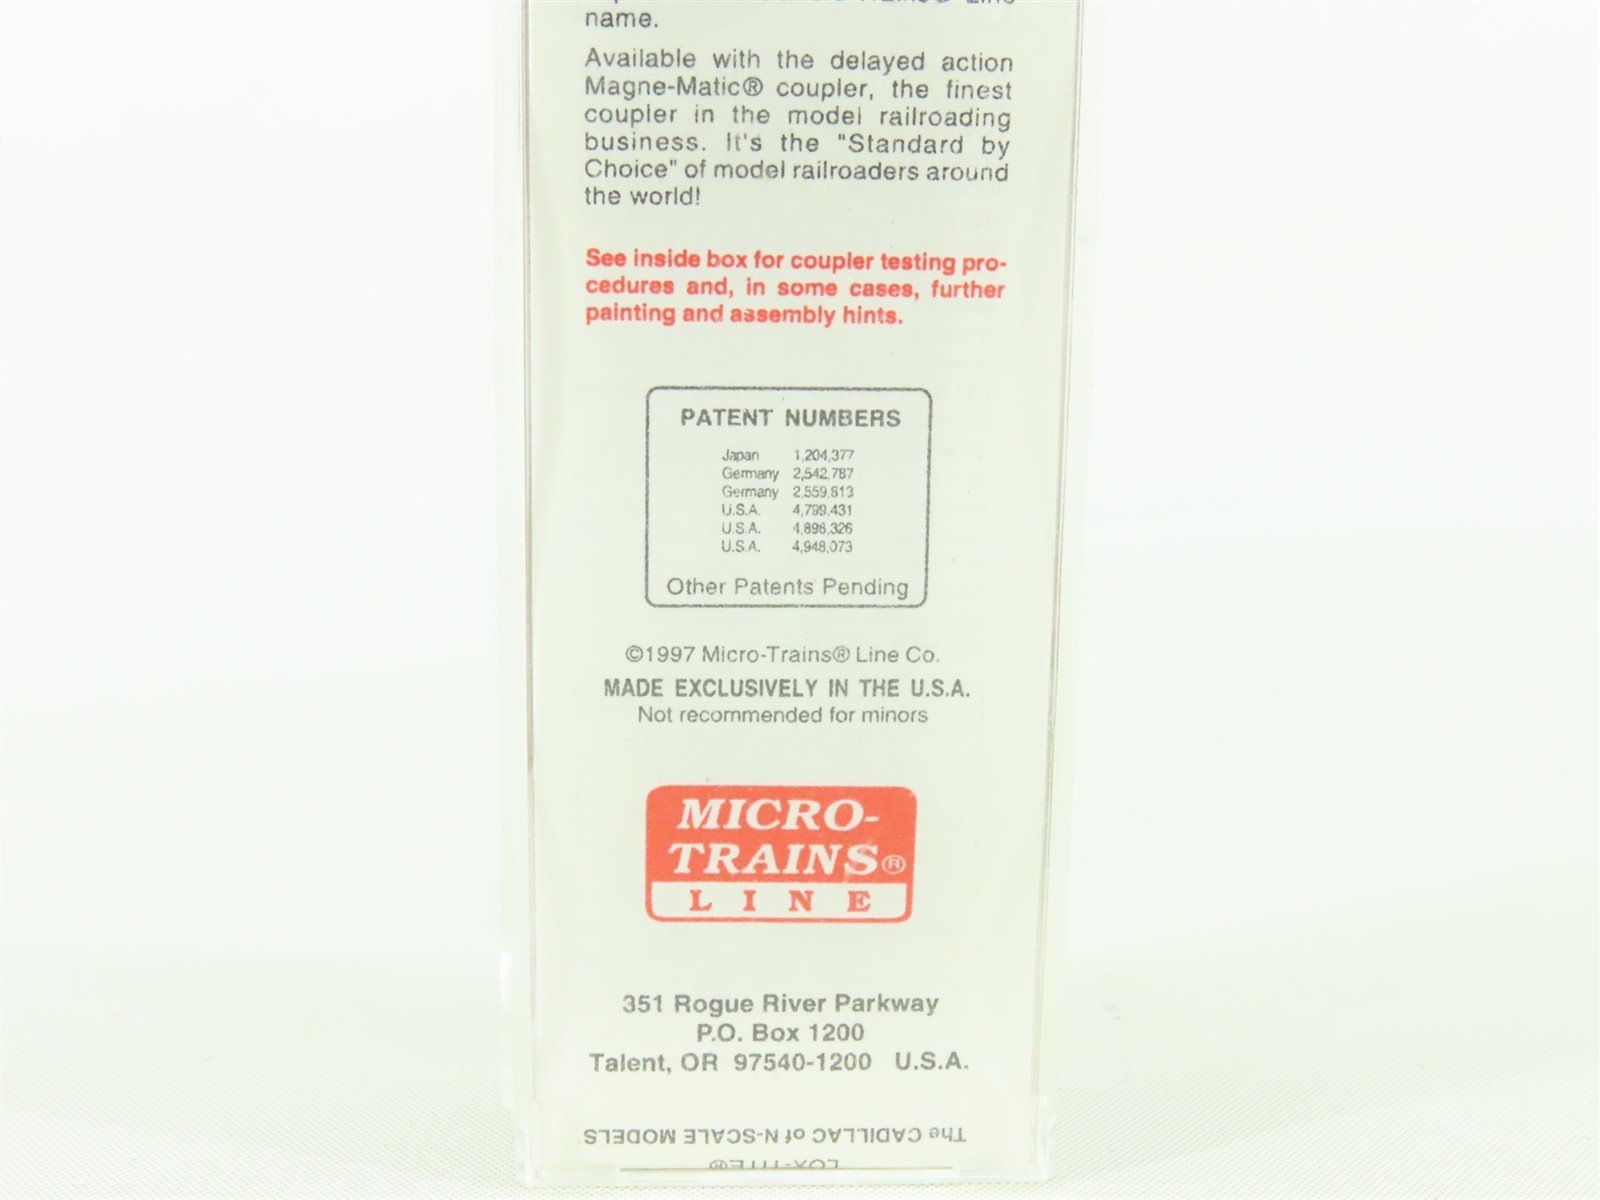 name.
Available with the delayed action
Magne-Matic® coupler, the finest
coupler in the model railroading
business. It's the "Standard by
Choice" of model railroaders around
the world!
See inside box for coupler testing pro-
cedures and, in some cases, further
painting and assembly hints.
PATENT NUMBERS
Japan 1,204,377
Germany 2,542,787
Germany 2,559,613
U.S.A. 4,799,431
U.S.A. 4,898,326
U.S.A. 4,948,073
Other Patents Pending
©1997 Micro-Trains® Line Co.
MADE EXCLUSIVELY IN THE U.S.A.
Not recommended for minors
MICRO-
TRAINS®
LINE
351 Rogue River Parkway
P.O. Box 1200
Talent, OR 97540-1200 U.S.A.
The CADILLAC of N-SCALE MODELS
LOX-TITE®